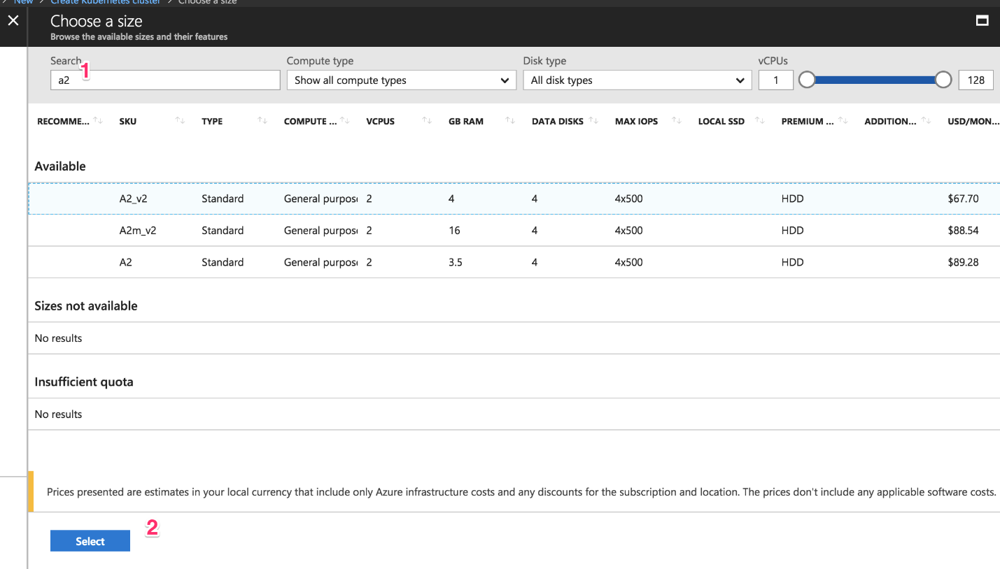 New > Create Kubernetes cluster > Choose a size
Choose a size
Browse the available sizes and their features
Search Compute type Disk type vCPUs
1
a2 Show all compute types All disk types 1 128
RECOMME... SKU TYPE COMPUTE ... VCPUS GB RAM DATA DISKS MAX IOPS LOCAL SSD PREMIUM ... ADDITION... USD/MON...
Available
A2_v2 Standard General purpos 2 4 4 4x500 HDD $67.70
A2m_v2 Standard General purpos 2 16 4 4x500 HDD $88.54
A2 Standard General purpos 2 3.5 4 4x500 HDD $89.28
Sizes not available
No results
Insufficient quota
No results
Prices presented are estimates in your local currency that include only Azure infrastructure costs and any discounts for the subscription and location. The prices don't include any applicable software costs.
2
Select